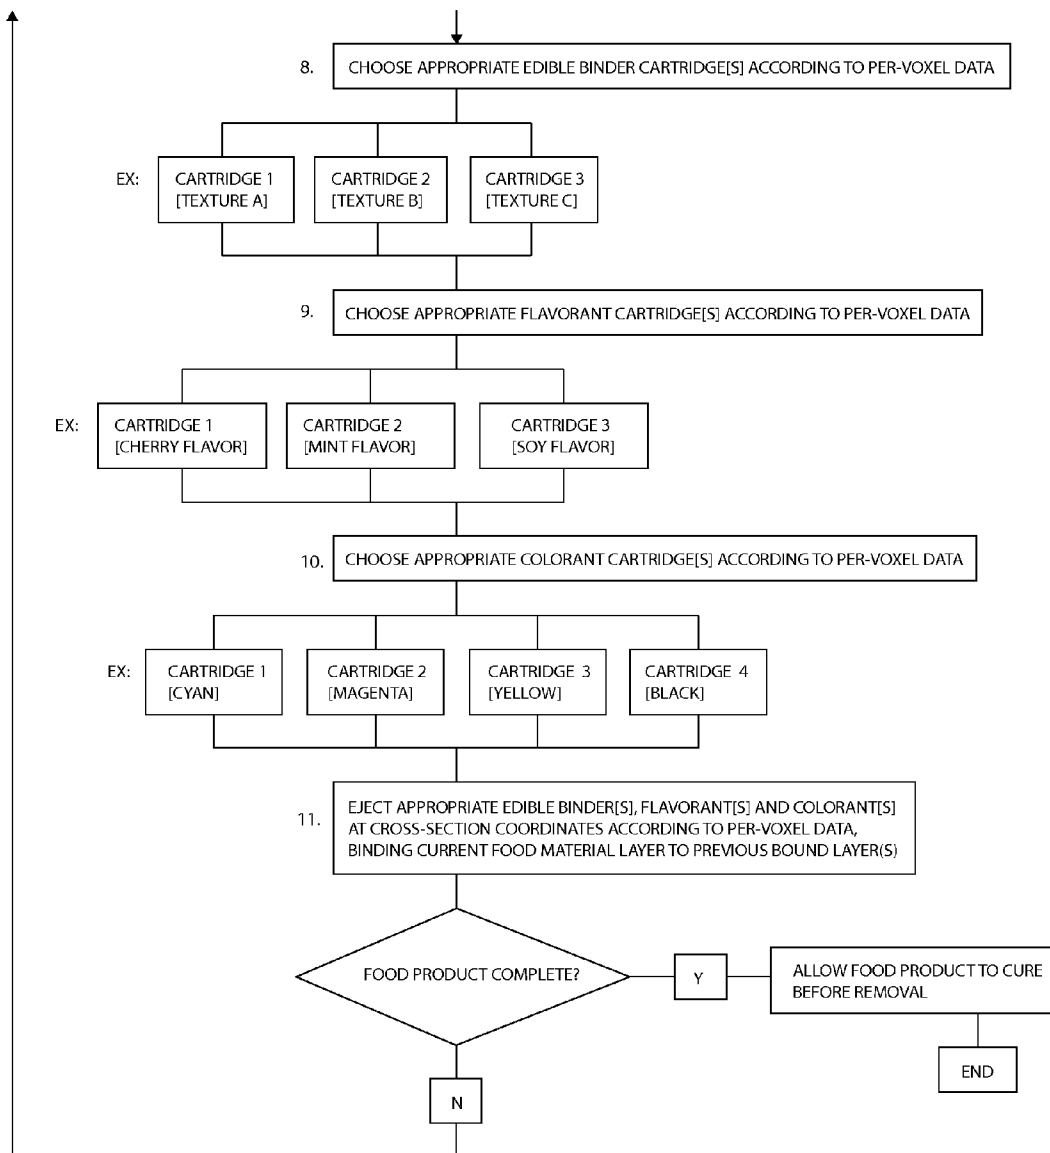 8. CHOOSE APPROPRIATE EDIBLE BINDER CARTRIDGE[S] ACCORDING TO PER-VOXEL DATA
EX:
CARTRIDGE 1
[TEXTURE A]
CARTRIDGE 2
[TEXTURE B]
CARTRIDGE 3
[TEXTURE C]
9. CHOOSE APPROPRIATE FLAVORANT CARTRIDGE[S] ACCORDING TO PER-VOXEL DATA
EX:
CARTRIDGE 1
[CHERRY FLAVOR]
CARTRIDGE 2
[MINT FLAVOR]
CARTRIDGE 3
[SOY FLAVOR]
10. CHOOSE APPROPRIATE COLORANT CARTRIDGE[S] ACCORDING TO PER-VOXEL DATA
EX:
CARTRIDGE 1
[CYAN]
CARTRIDGE 2
[MAGENTA]
CARTRIDGE 3
[YELLOW]
CARTRIDGE 4
[BLACK]
11.
EJECT APPROPRIATE EDIBLE BINDER[S], FLAVORANT[S] AND COLORANT[S]
AT CROSS-SECTION COORDINATES ACCORDING TO PER-VOXEL DATA,
BINDING CURRENT FOOD MATERIAL LAYER TO PREVIOUS BOUND LAYER(S)
FOOD PRODUCT COMPLETE?
Y
ALLOW FOOD PRODUCT TO CURE
BEFORE REMOVAL
END
N